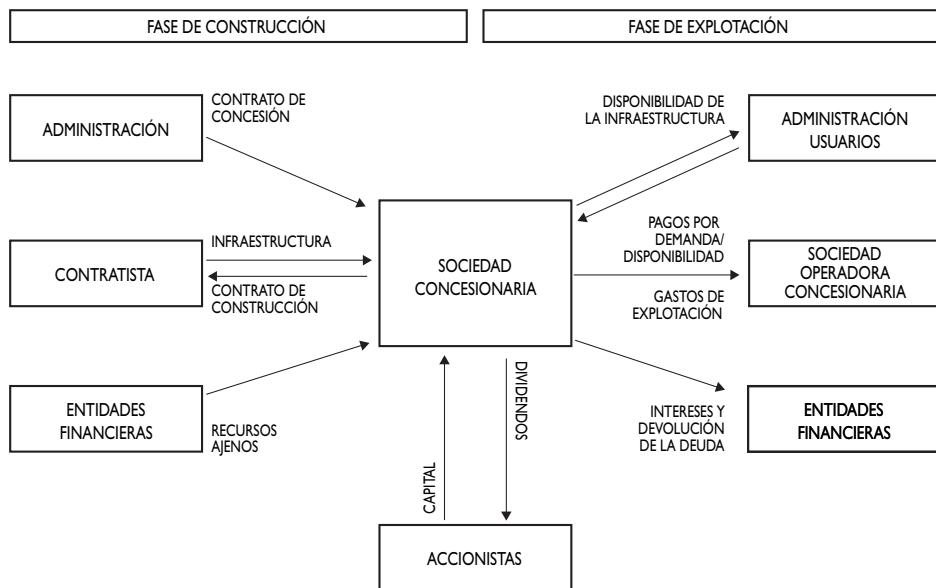 FASE DE CONSTRUCCIÓN
FASE DE EXPLOTACIÓN
ADMINISTRACIÓN
CONTRATO DE
CONCESIÓN
DISPONIBILIDAD DE
LA INFRAESTRUCTURA
ADMINISTRACIÓN
USUARIOS
CONTRATISTA
INFRAESTRUCTURA
CONTRATO DE
CONSTRUCCIÓN
SOCIEDAD
CONCESIONARIA
PAGOS POR
DEMANDA/
DISPONIBILIDAD
GASTOS DE
EXPLOTACIÓN
SOCIEDAD
OPERADORA
CONCESIONARIA
ENTIDADES
FINANCIERAS
RECURSOS
AJENOS
CAPITAL
DIVIDENDOS
INTERESES Y
DEVOLUCIÓN
DE LA DEUDA
ENTIDADES
FINANCIERAS
ACCIONISTAS